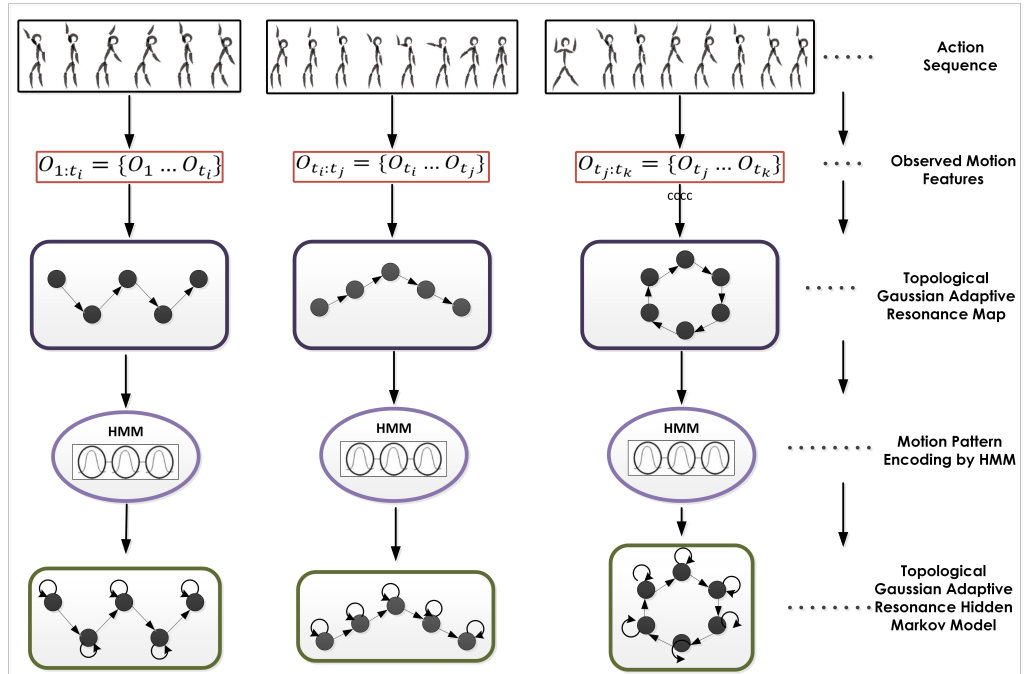 Action
Sequence
O_{1:t_i} = {O_1 ... O_{t_i}}
O_{t_i:t_j} = {O_{t_i} ... O_{t_j}}
O_{t_j:t_k} = {O_{t_j} ... O_{t_k}}
Observed Motion
Features
cccc
Topological
Gaussian Adaptive
Resonance Map
HMM
HMM
HMM
Motion Pattern
Encoding by HMM
Topological
Gaussian Adaptive
Resonance Hidden
Markov Model